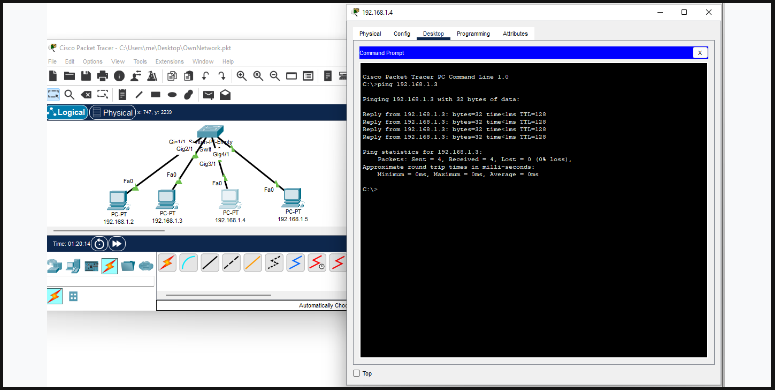 Cisco Packet Tracer - C:\Users\me\Desktop\OwnNetwork.pkt
File Edit Options View Tools Extensions Window Help
Logical Physical x: 747, y: 2239
Gig2/1
Gig4/1
Gig3/1
Fa0
Fa0
Fa0
Fa0
PC-PT
192.168.1.2
PC-PT
192.168.1.3
PC-PT
192.168.1.4
PC-PT
192.168.1.5
Time: 01:20:14
Automatically Choo
192.168.1.4
Physical Config Desktop Programming Attributes
Command Prompt X
Cisco Packet Tracer PC Command Line 1.0
C:\>ping 192.168.1.3
Pinging 192.168.1.3 with 32 bytes of data:
Reply from 192.168.1.3: bytes=32 time<1ms TTL=128
Reply from 192.168.1.3: bytes=32 time<1ms TTL=128
Reply from 192.168.1.3: bytes=32 time<1ms TTL=128
Reply from 192.168.1.3: bytes=32 time<1ms TTL=128
Ping statistics for 192.168.1.3:
Packets: Sent = 4, Received = 4, Lost = 0 (0% loss),
Approximate round trip times in milli-seconds:
Minimum = 0ms, Maximum = 0ms, Average = 0ms
C:\>
Top